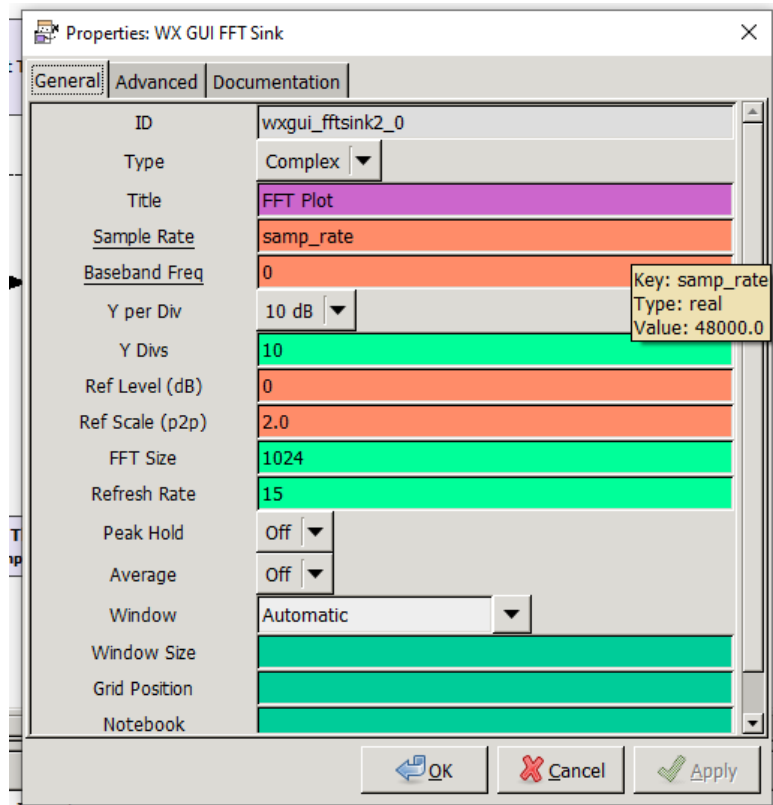 Properties: WX GUI FFT Sink
General Advanced Documentation
ID wxgui_fftsink2_0
Type Complex
Title FFT Plot
Sample Rate samp_rate
Baseband Freq 0
Key: samp_rate
Type: real
Value: 48000.0
Y per Div 10 dB
Y Divs 10
Ref Level (dB) 0
Ref Scale (p2p) 2.0
FFT Size 1024
Refresh Rate 15
Peak Hold Off
Average Off
Window Automatic
Window Size
Grid Position
Notebook
OK Cancel Apply